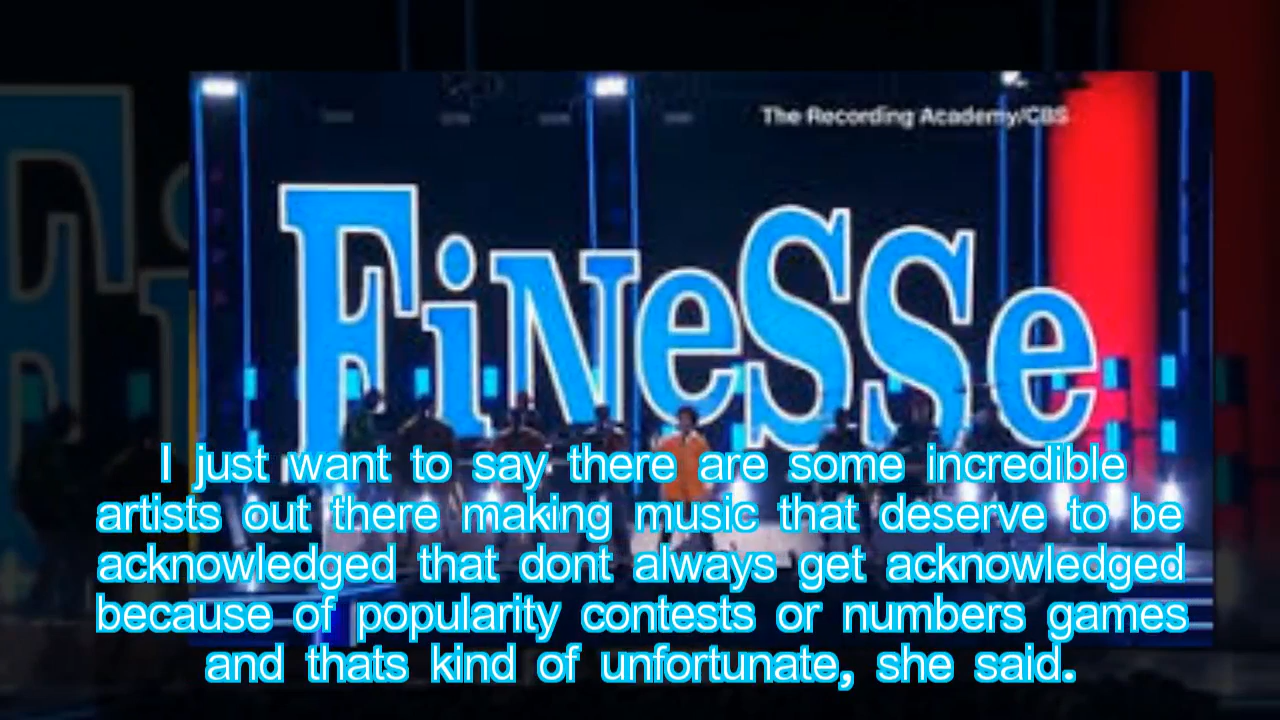 The Recording Academy/CBS
FiNeSSe
I just want to say there are some incredible
artists out there making music that deserve to be
acknowledged that dont always get acknowledged
because of popularity contests or numbers games
and thats kind of unfortunate, she said.